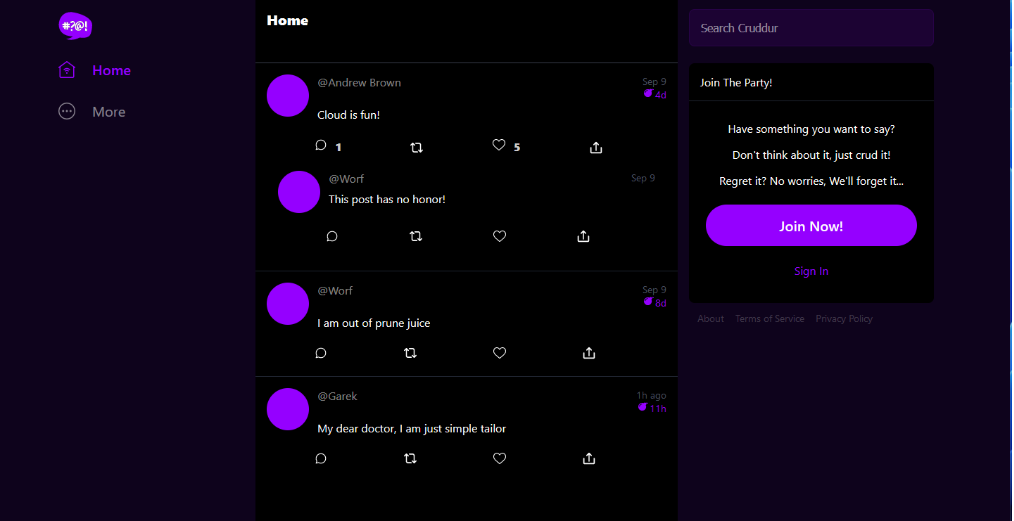 #?@!
Home
More
Home
@Andrew Brown
Sep 9
4d
Cloud is fun!
1
5
@Worf
Sep 9
This post has no honor!
@Worf
Sep 9
8d
I am out of prune juice
@Garek
1h ago
11h
My dear doctor, I am just simple tailor
Search Cruddur
Join The Party!
Have something you want to say?
Don't think about it, just crud it!
Regret it? No worries, We'll forget it...
Join Now!
Sign In
About Terms of Service Privacy Policy